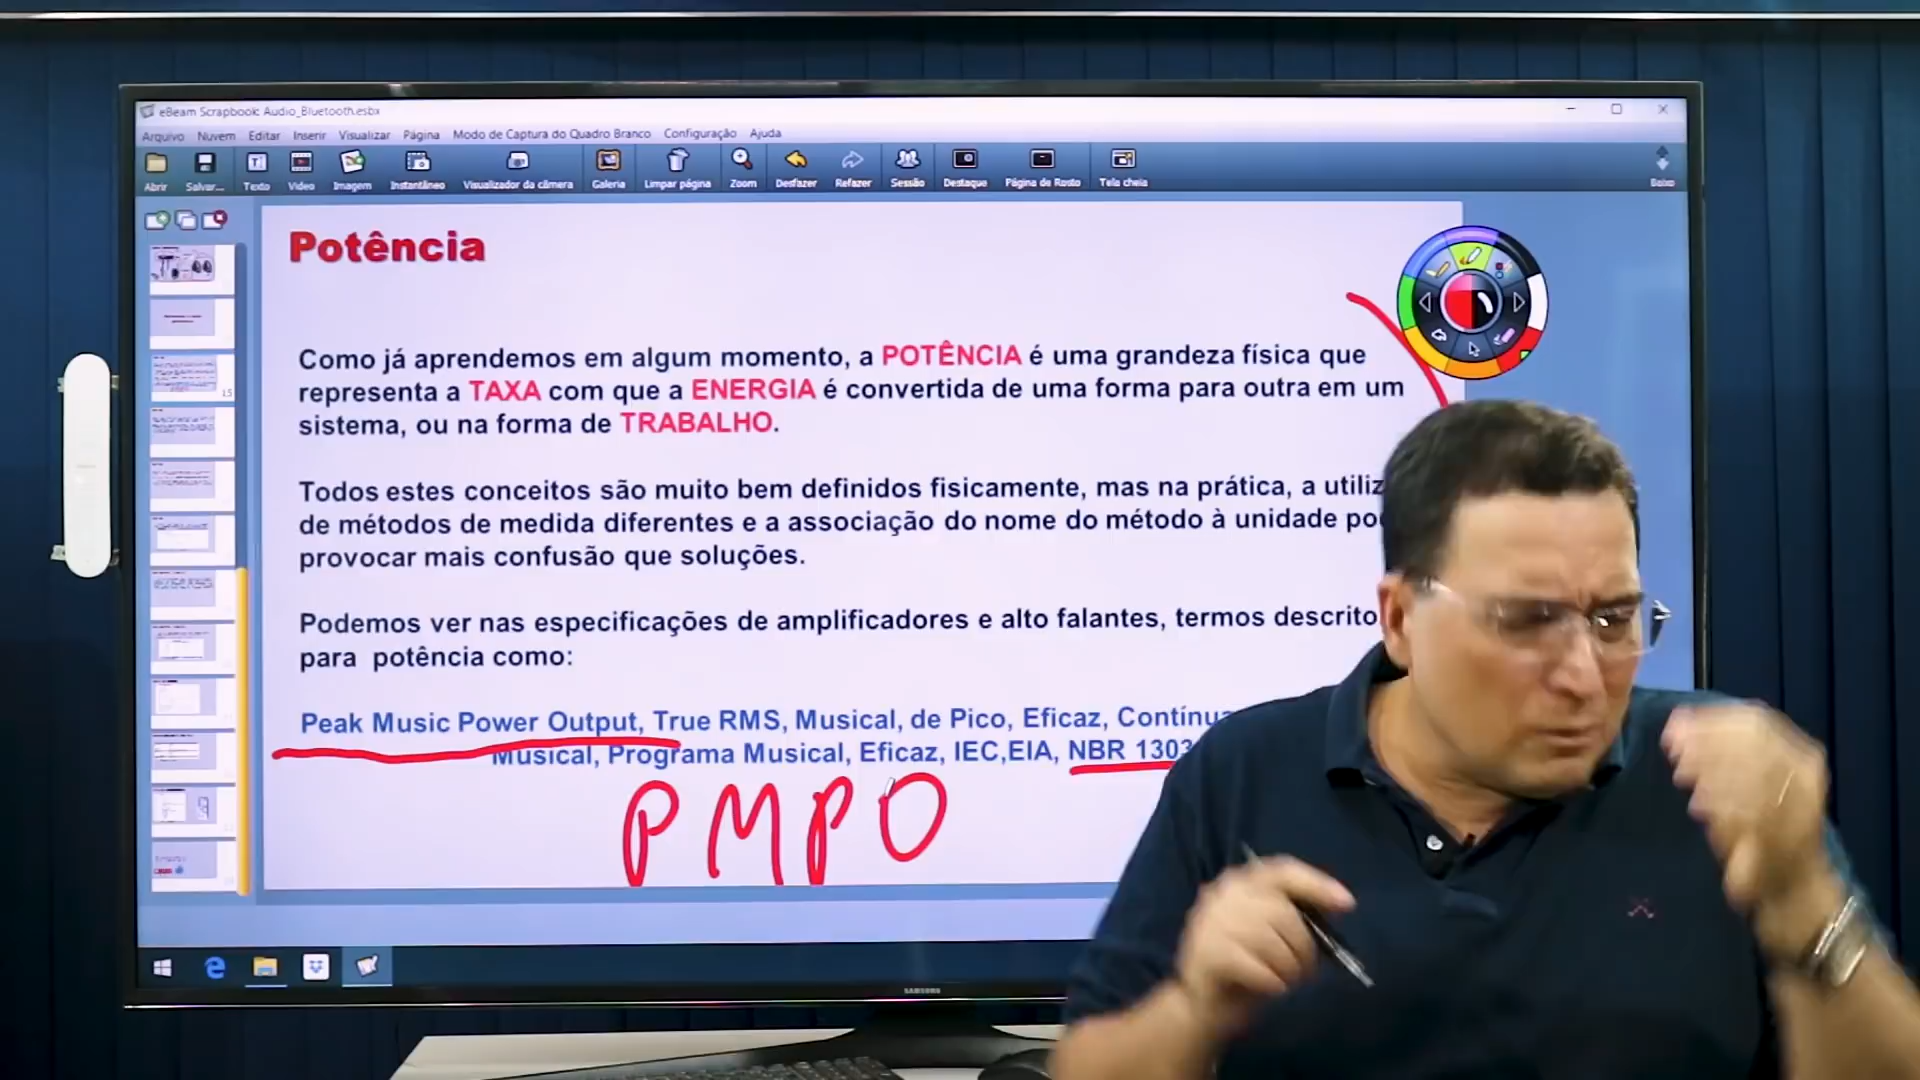 eBeam Scrapbook: Audio_Bluetooth.esbx
Arquivo Nuvem Editar Inserir Visualizar Página Modo de Captura do Quadro Branco Configuração Ajuda
Abrir Salvar... Texto Vídeo Imagem Instantâneo Visualizador da câmera Galeria Limpar página Zoom Desfazer Refazer Sessão Destaque Página de Rosto Tela cheia Baixo
Potência
Como já aprendemos em algum momento, a POTÊNCIA é uma grandeza física que
representa a TAXA com que a ENERGIA é convertida de uma forma para outra em um
sistema, ou na forma de TRABALHO.
Todos estes conceitos são muito bem definidos fisicamente, mas na prática, a utiliz
de métodos de medida diferentes e a associação do nome do método à unidade po
provocar mais confusão que soluções.
Podemos ver nas especificações de amplificadores e alto falantes, termos descrito
para potência como:
Peak Music Power Output, True RMS, Musical, de Pico, Eficaz, Contínua
Musical, Programa Musical, Eficaz, IEC,EIA, NBR 1303
PMPO
15
SAMSUNG